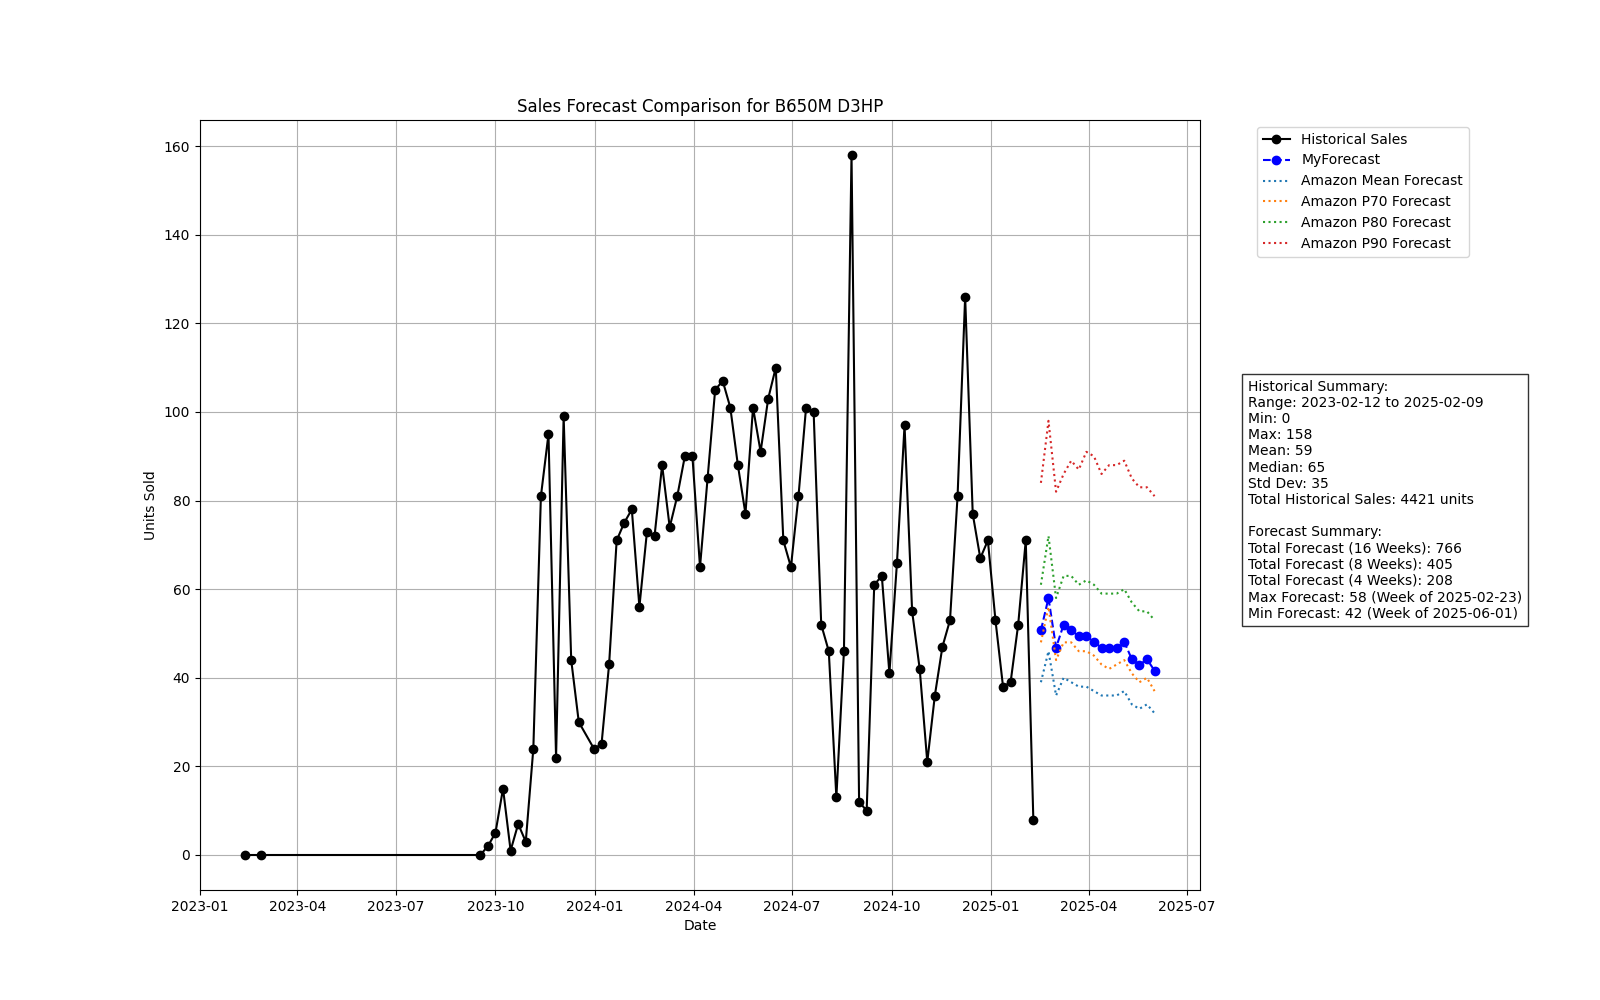 Sales Forecast Comparison for B650M D3HP
160
140
120
100
80
60
40
20
0
Units Sold
2023-01
2023-04
2023-07
2023-10
2024-01
2024-04
2024-07
2024-10
2025-01
2025-04
2025-07
Date
Historical Sales
MyForecast
Amazon Mean Forecast
Amazon P70 Forecast
Amazon P80 Forecast
Amazon P90 Forecast
Historical Summary:
Range: 2023-02-12 to 2025-02-09
Min: 0
Max: 158
Mean: 59
Median: 65
Std Dev: 35
Total Historical Sales: 4421 units
Forecast Summary:
Total Forecast (16 Weeks): 766
Total Forecast (8 Weeks): 405
Total Forecast (4 Weeks): 208
Max Forecast: 58 (Week of 2025-02-23)
Min Forecast: 42 (Week of 2025-06-01)